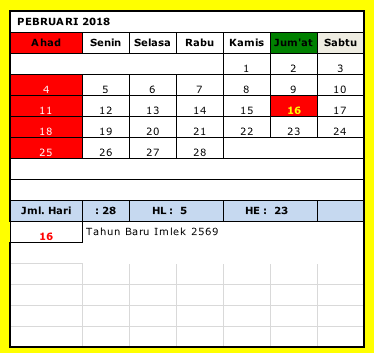 PEBRUARI 2018
Ahad Senin Selasa Rabu Kamis Jum'at Sabtu
1 2 3
4 5 6 7 8 9 10
11 12 13 14 15 16 17
18 19 20 21 22 23 24
25 26 27 28
Jml. Hari : 28 HL : 5 HE : 23
16 Tahun Baru Imlek 2569